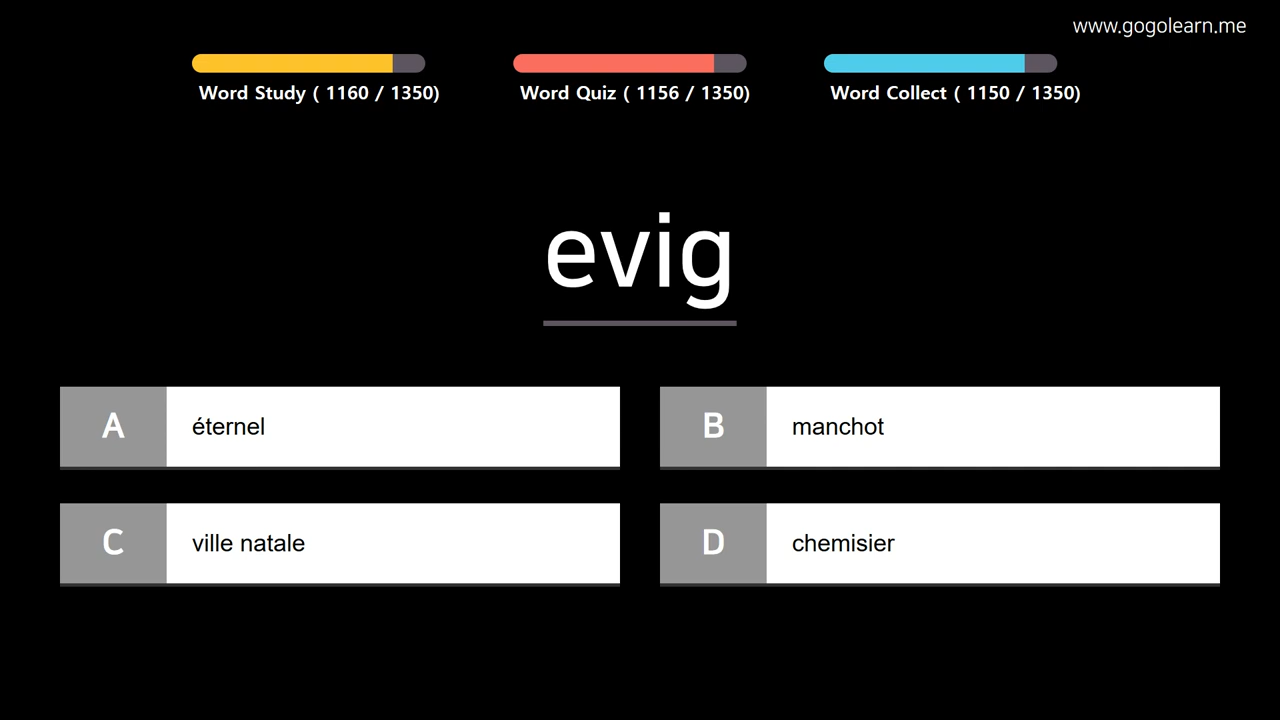 www.gogolearn.me
Word Study ( 1160 / 1350)
Word Quiz ( 1156 / 1350)
Word Collect ( 1150 / 1350)
evig
A éternel
B manchot
C ville natale
D chemisier